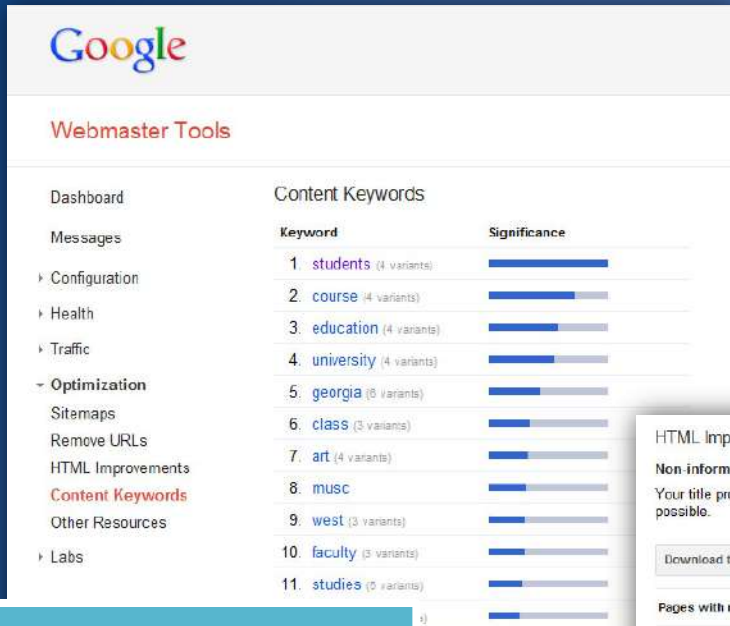 Google
Webmaster Tools
Dashboard
Messages
Configuration
Health
Traffic
Optimization
Sitemaps
Remove URLs
HTML Improvements
Content Keywords
Other Resources
Labs
Content Keywords
Keyword Significance
1. students (4 variants)
2. course (4 variants)
3. education (4 variants)
4. university (4 variants)
5. georgia (6 variants)
6. class (3 variants)
7. art (4 variants)
8. musc
9. west (3 variants)
10. faculty (3 variants)
11. studies (5 variants)
HTML Imp
Non-inform
Your title pr
possible.
Download t
Pages with